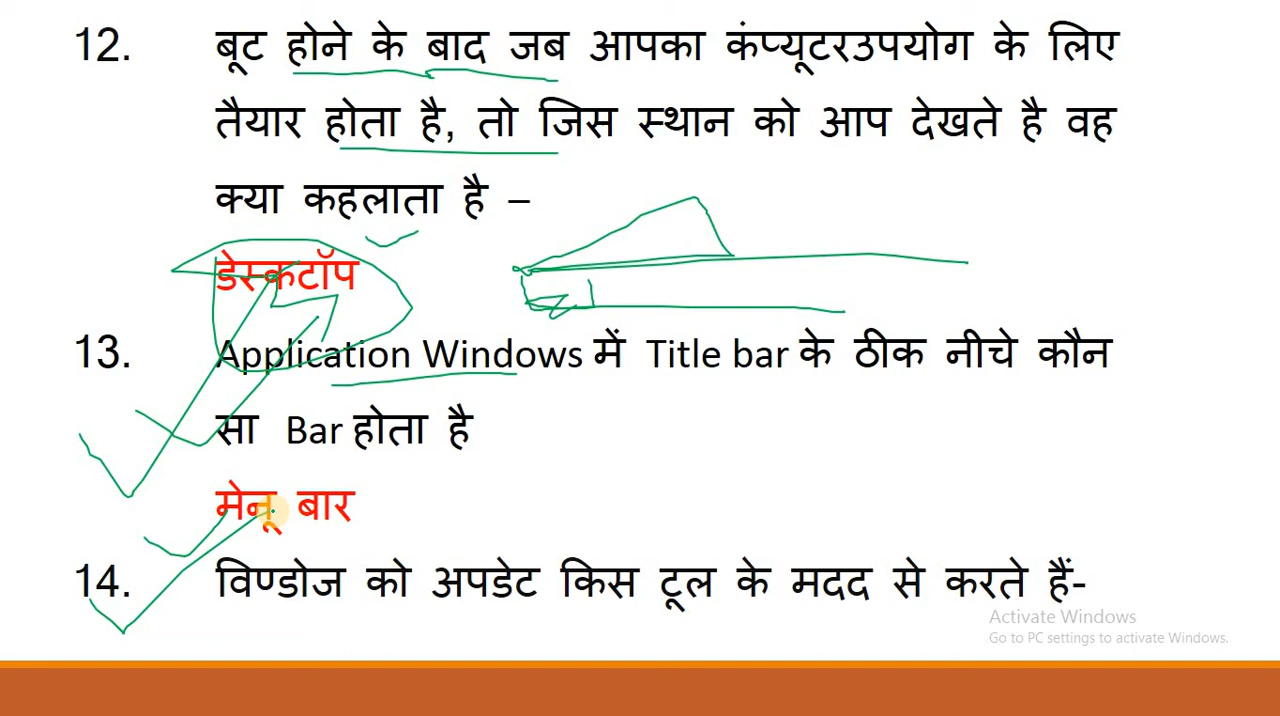 12. बूट होने के बाद जब आपका कंप्यूटरउपयोग के लिए
तैयार होता है, तो जिस स्थान को आप देखते है वह
क्या कहलाता है –
डेस्कटॉप
13. Application Windows में Title bar के ठीक नीचे कौन
सा Bar होता है
मेनू बार
14. विण्डोज को अपडेट किस टूल के मदद से करते हैं-
Activate Windows
Go to PC settings to activate Windows.